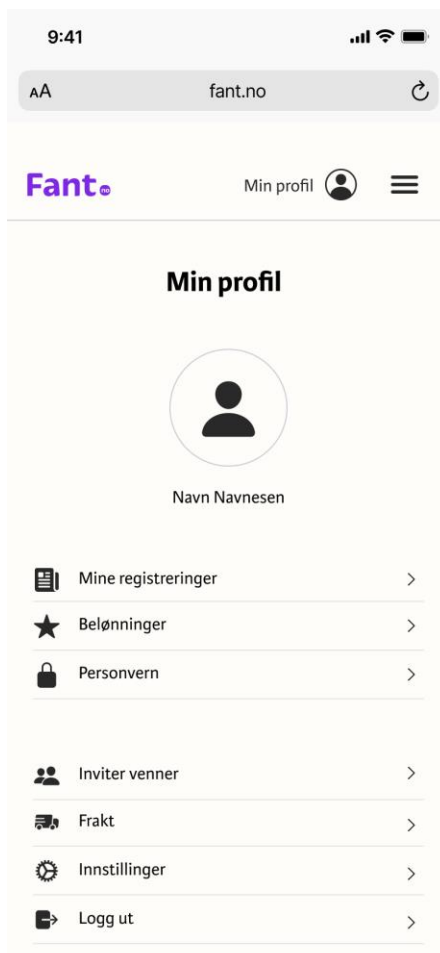 9:41
AA fant.no
Fant.no Min profil
Min profil
Navn Navnesen
Mine registreringer
Belønninger
Personvern
Inviter venner
Frakt
Innstillinger
Logg ut